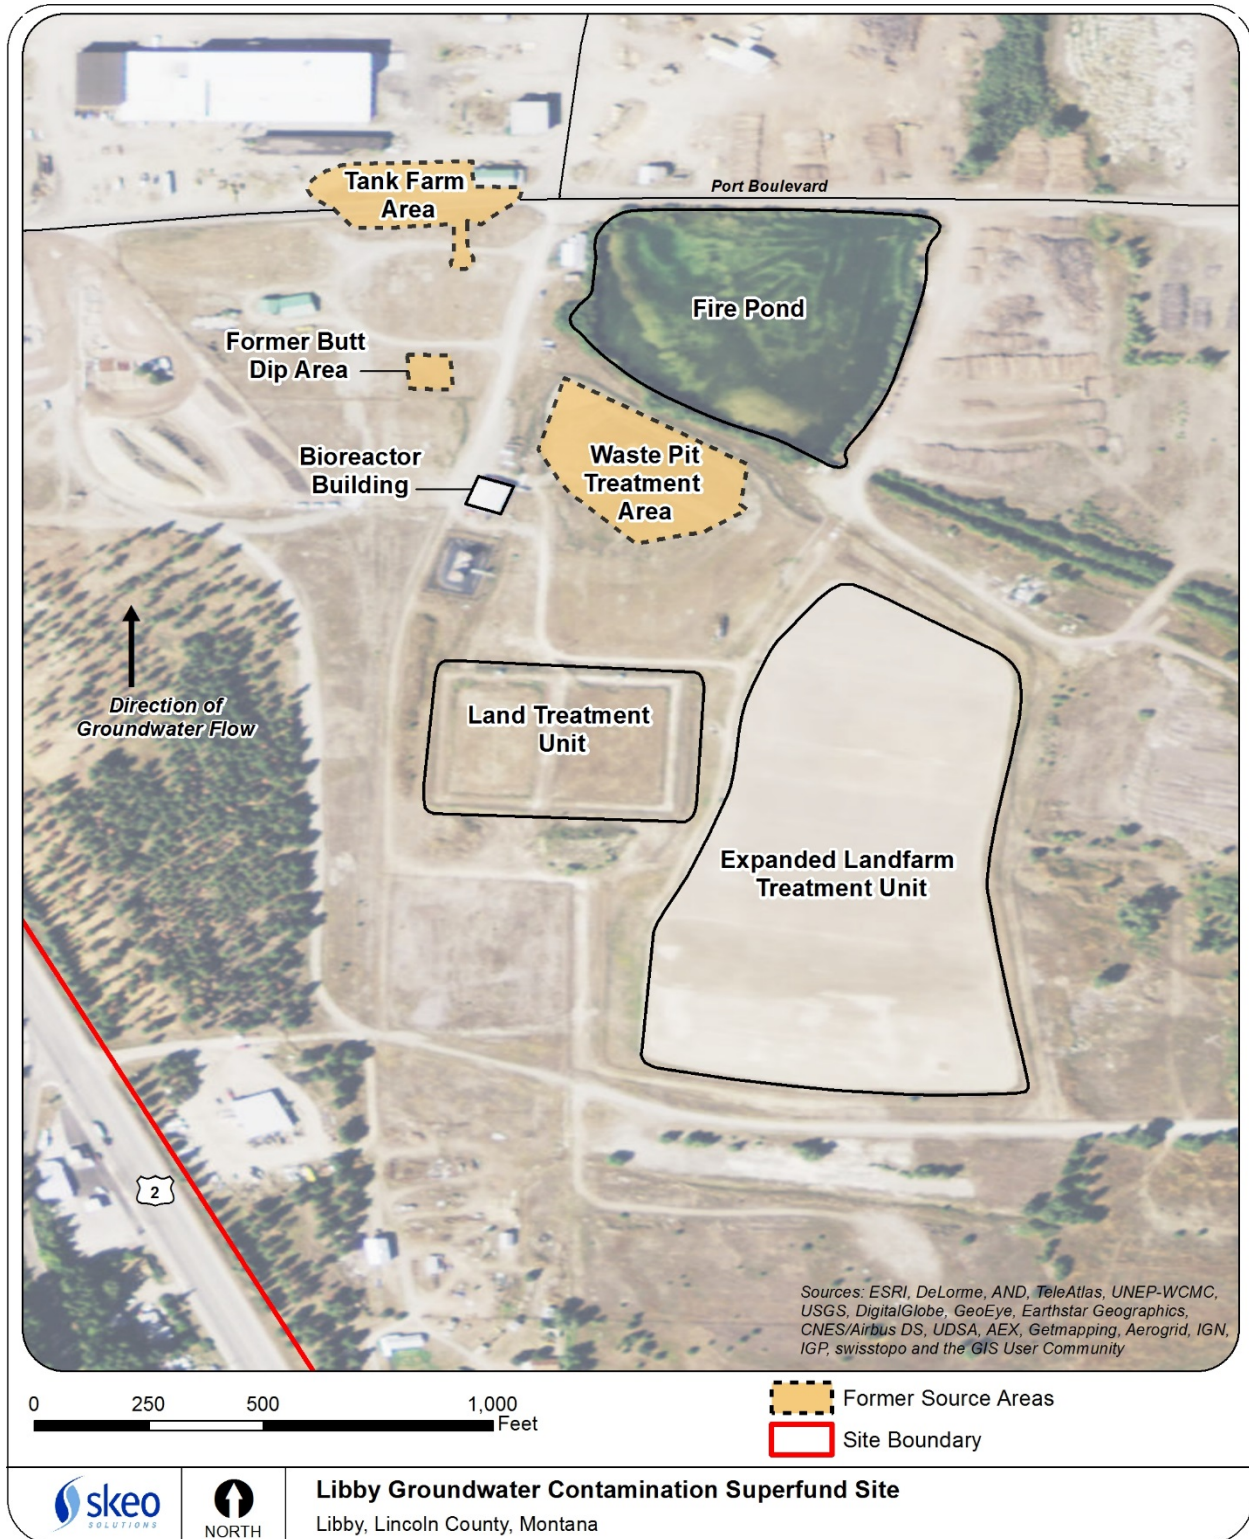 Tank Farm
Area
Port Boulevard
Fire Pond
Former Butt
Dip Area
Waste Pit
Treatment
Area
Bioreactor
Building
Direction of
Groundwater Flow
Land Treatment
Unit
Expanded Landfarm
Treatment Unit
2
Sources: ESRI, DeLorme, AND, TeleAtlas, UNEP-WCMC,
USGS, DigitalGlobe, GeoEye, Earthstar Geographics,
CNES/Airbus DS, UDSA, AEX, Getmapping, Aerogrid, IGN,
IGP, swisstopo and the GIS User Community
0 250 500 1,000
Feet
Former Source Areas
Site Boundary
skeo
SOLUTIONS
NORTH
Libby Groundwater Contamination Superfund Site
Libby, Lincoln County, Montana